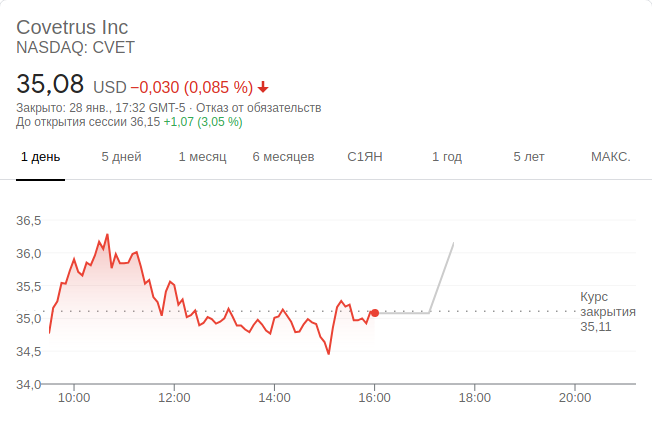 Covetrus Inc
NASDAQ: CVET
35,08 USD −0,030 (0,085 %)
Закрыто: 28 янв., 17:32 GMT-5 · Отказ от обязательств
До открытия сессии 36,15 +1,07 (3,05 %)
1 день 5 дней 1 месяц 6 месяцев С1ЯН 1 год 5 лет МАКС.
36,5
36,0
35,5
35,0
34,5
34,0
Курс
закрытия
35,11
10:00 12:00 14:00 16:00 18:00 20:00